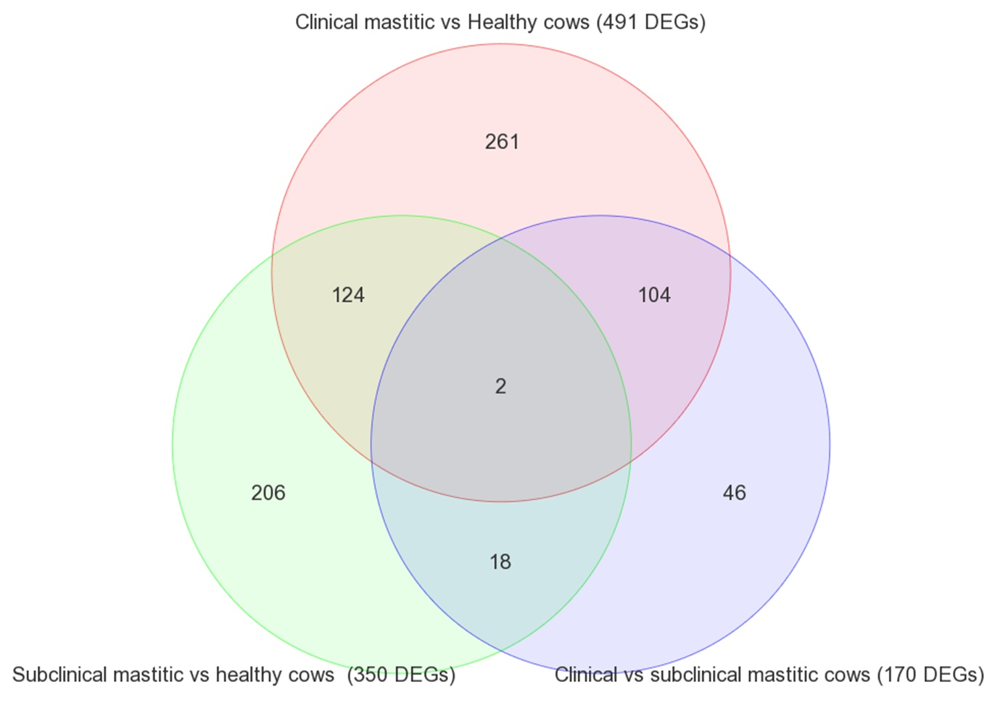 Clinical mastitic vs Healthy cows (491 DEGs)
261
124
104
2
206
46
18
Subclinical mastitic vs healthy cows  (350 DEGs)
Clinical vs subclinical mastitic cows (170 DEGs)